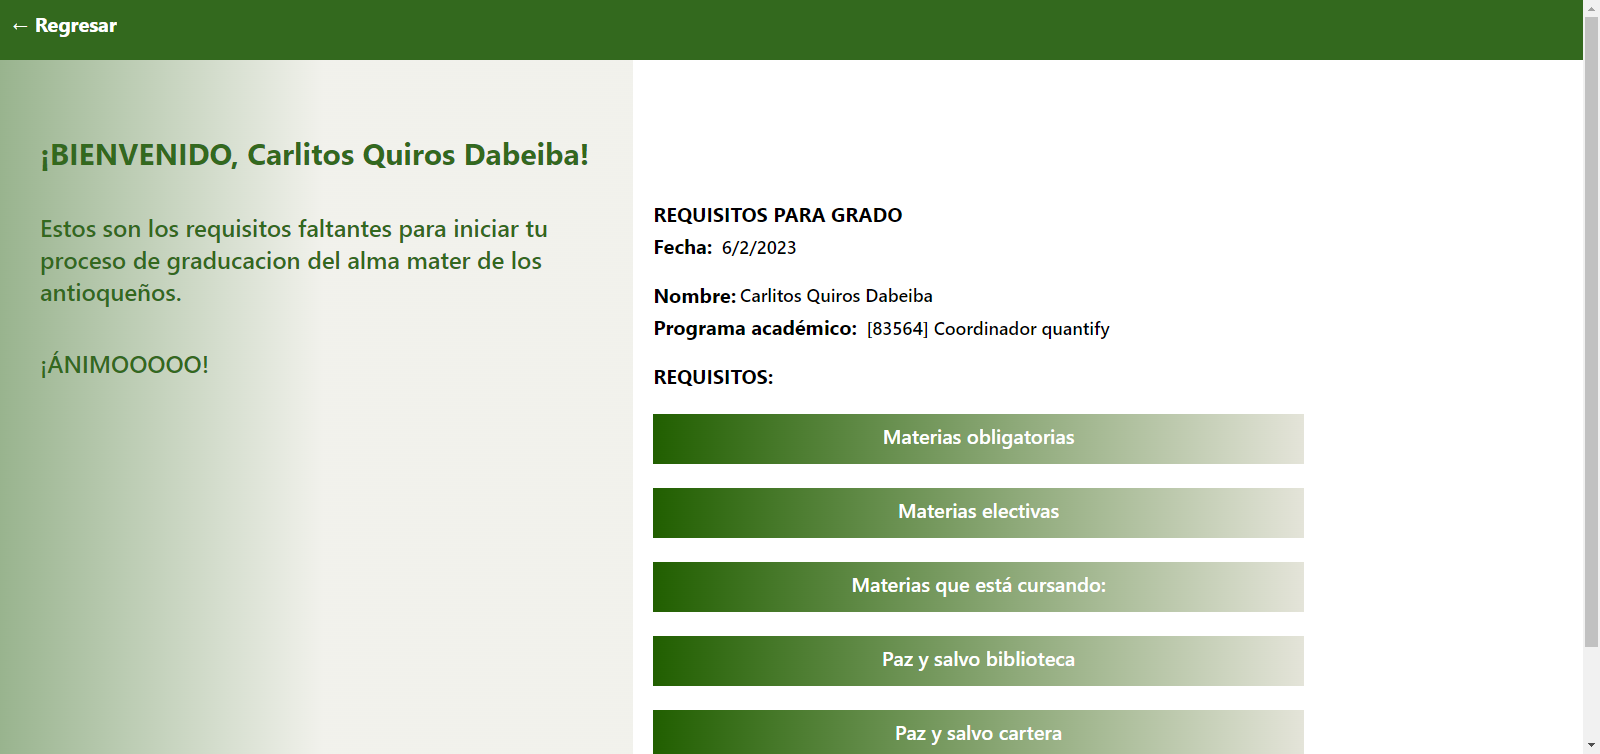 ← Regresar
¡BIENVENIDO, Carlitos Quiros Dabeiba!
Estos son los requisitos faltantes para iniciar tu
proceso de graducacion del alma mater de los
antioqueños.
¡ÁNIMOOOOO!
REQUISITOS PARA GRADO
Fecha: 6/2/2023
Nombre: Carlitos Quiros Dabeiba
Programa académico: [83564] Coordinador quantify
REQUISITOS:
Materias obligatorias
Materias electivas
Materias que está cursando:
Paz y salvo biblioteca
Paz y salvo cartera